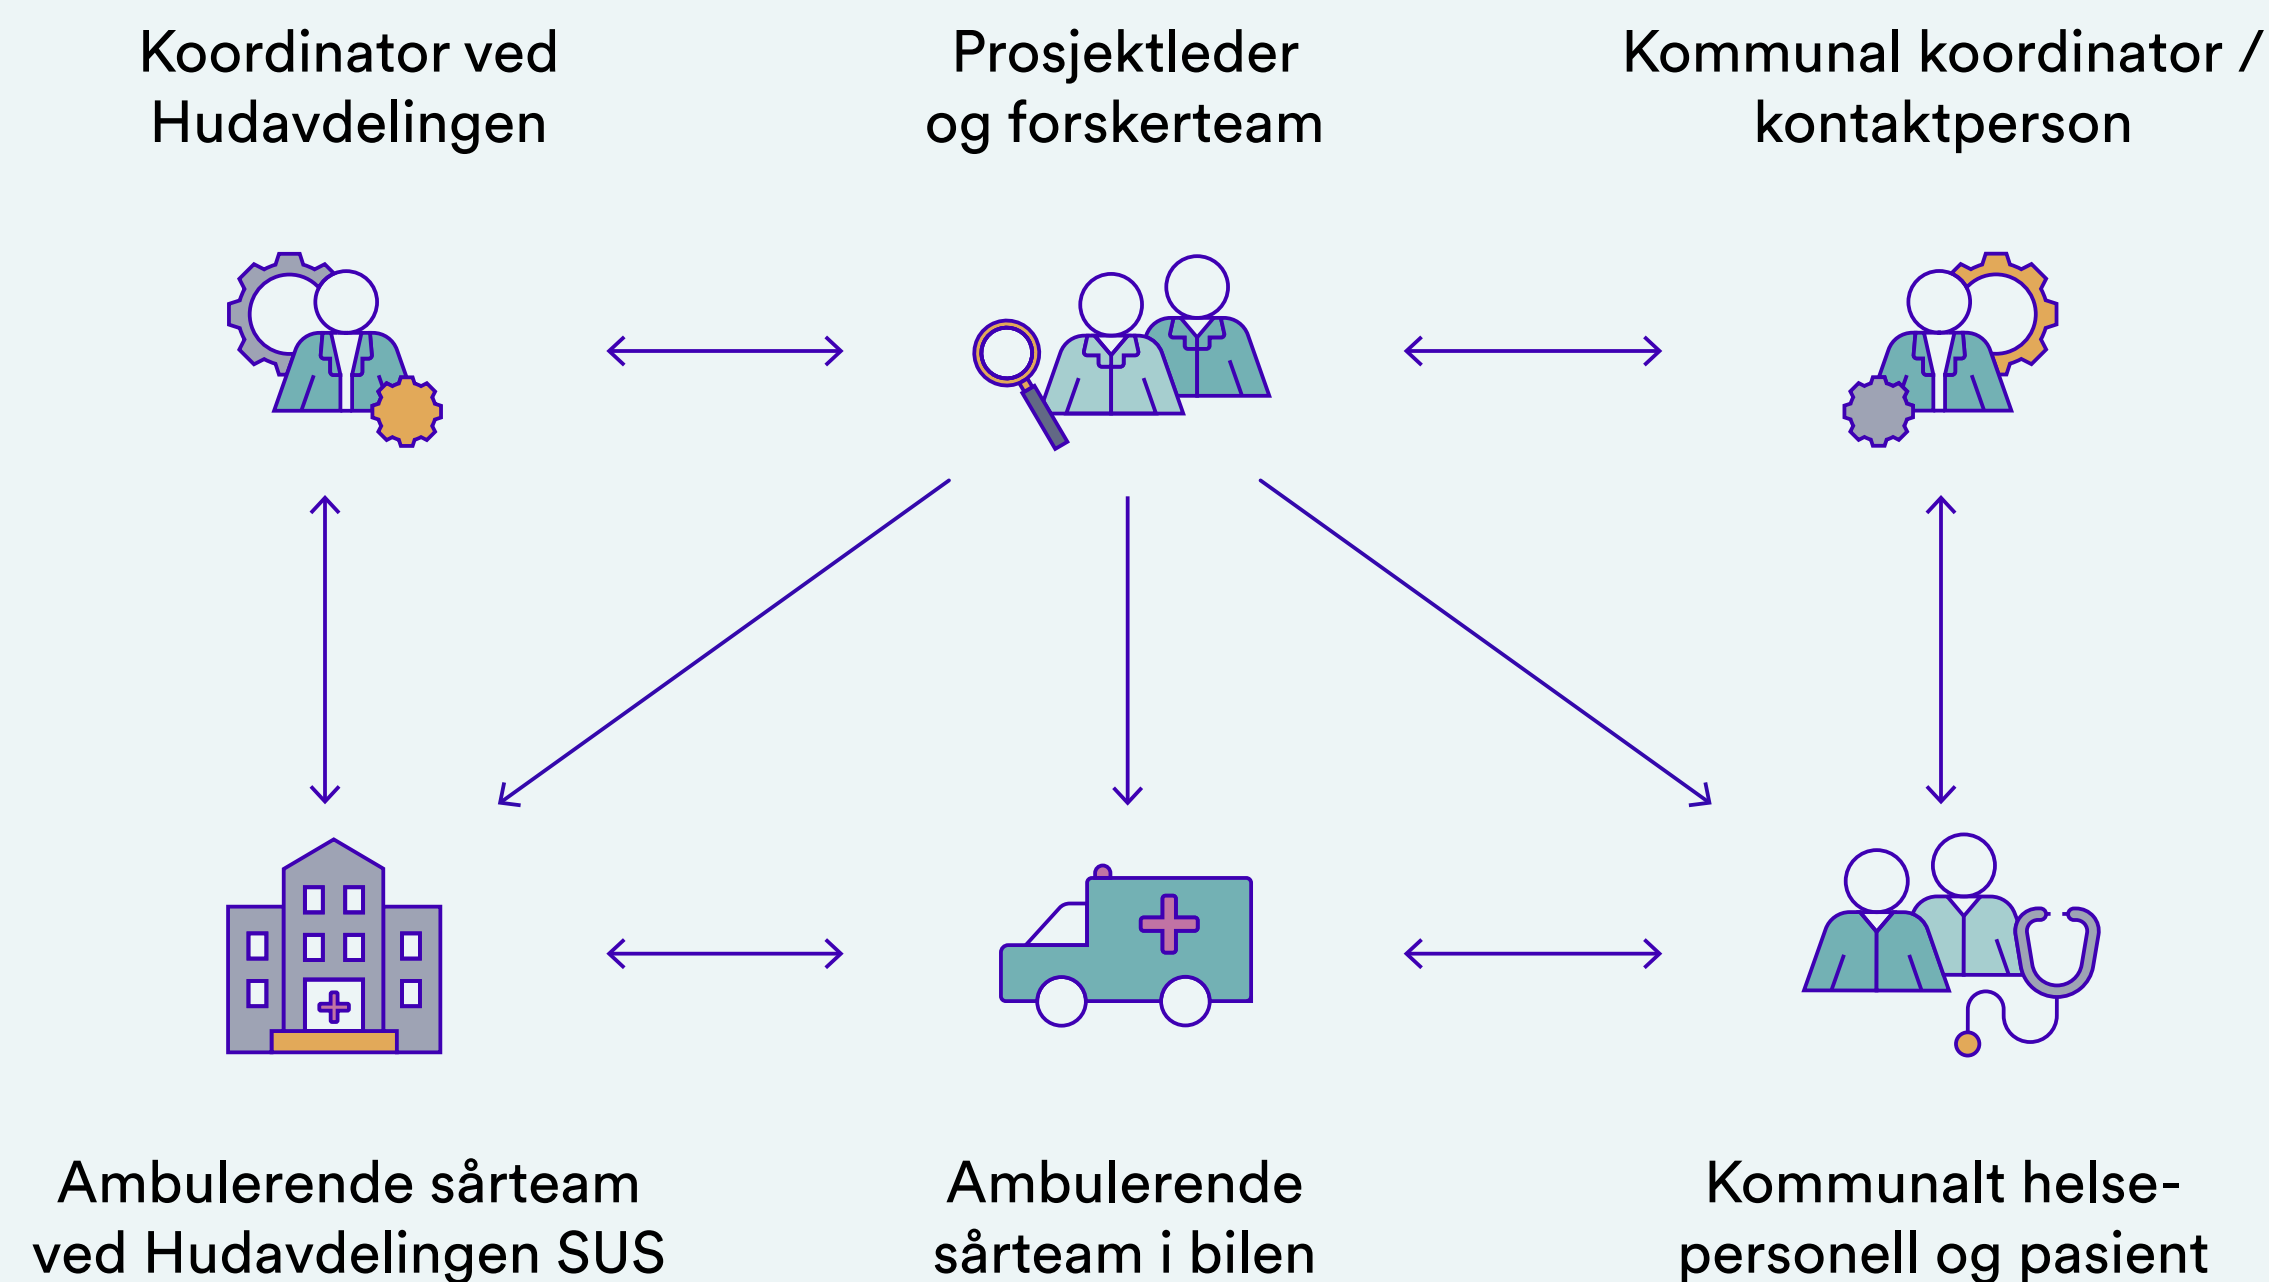 Koordinator ved
Hudavdelingen
Prosjektleder
og forskerteam
Kommunal koordinator /
kontaktperson
Ambulerende sårteam
ved Hudavdelingen SUS
Ambulerende
sårteam i bilen
Kommunalt helse-
personell og pasient